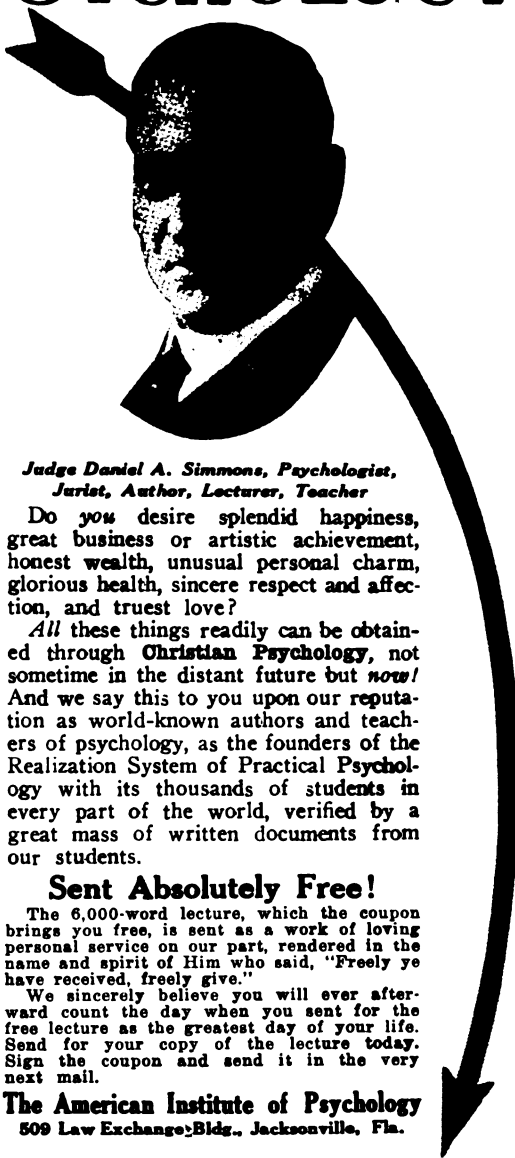 Judge Daniel A. Simmons, Psychologist,
Jurist, Author, Lecturer, Teacher
Do you desire splendid happiness,
great business or artistic achievement,
honest wealth, unusual personal charm,
glorious health, sincere respect and affec-
tion, and truest love?
All these things readily can be obtain-
ed through Christian Psychology, not
sometime in the distant future but now!
And we say this to you upon our reputa-
tion as world-known authors and teach-
ers of psychology, as the founders of the
Realization System of Practical Psychol-
ogy with its thousands of students in
every part of the world, verified by a
great mass of written documents from
our students.
Sent Absolutely Free!
The 6,000-word lecture, which the coupon
brings you free, is sent as a work of loving
personal service on our part, rendered in the
name and spirit of Him who said, "Freely ye
have received, freely give."
We sincerely believe you will ever after-
ward count the day when you sent for the
free lecture as the greatest day of your life.
Send for your copy of the lecture today.
Sign the coupon and send it in the very
next mail.
The American Institute of Psychology
509 Law Exchange Bldg., Jacksonville, Fla.